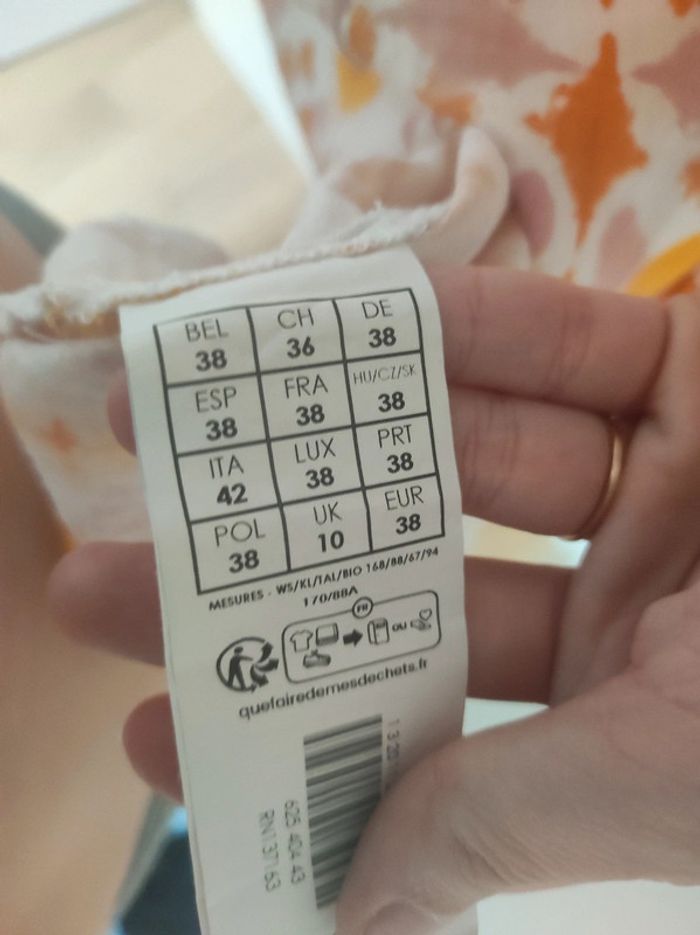 BEL CH DE
38 36 38
ESP FRA HU/CZ/SK
38 38 38
ITA LUX PRT
42 38 38
POL UK EUR
38 10 38
MESURES - WS/KL/TAL/BIO 168/88/67/94
170/88A
FR
OU
quefairedemesdechets.fr
625 404 43